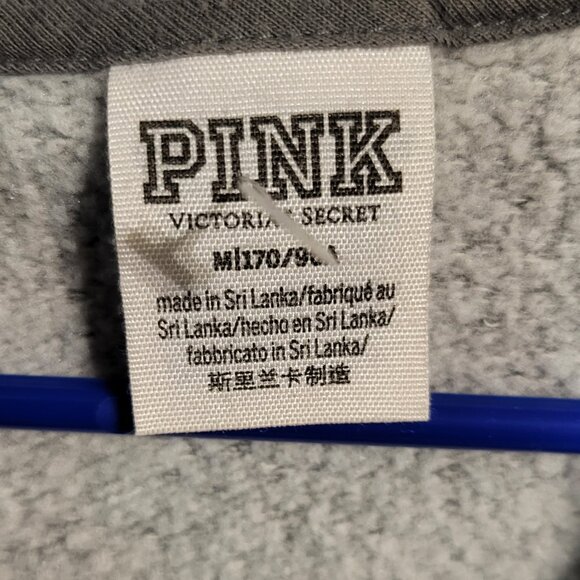 PINK
VICTORIA'S SECRET
M|170/96A
made in Sri Lanka/fabriqué au
Sri Lanka/hecho en Sri Lanka/
fabbricato in Sri Lanka/
斯里兰卡制造